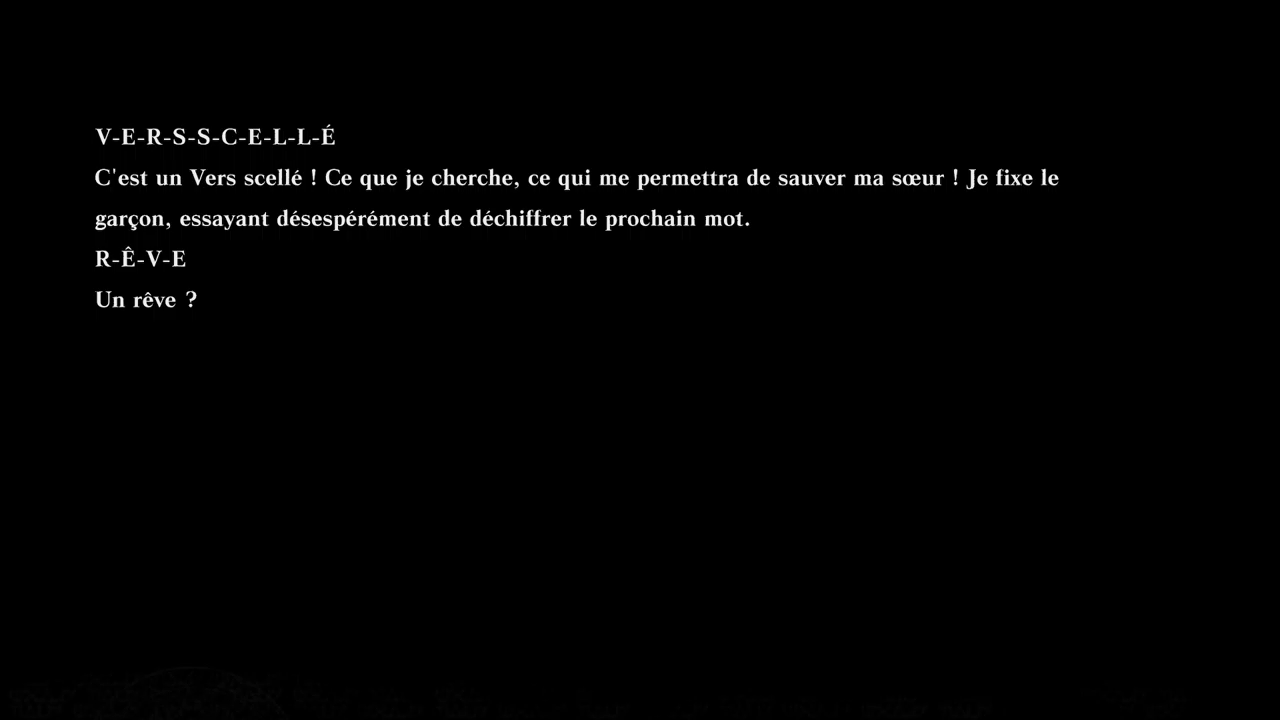 V-E-R-S-S-C-E-L-L-É
C'est un Vers scellé ! Ce que je cherche, ce qui me permettra de sauver ma sœur ! Je fixe le
garçon, essayant désespérément de déchiffrer le prochain mot.
R-Ê-V-E
Un rêve ?